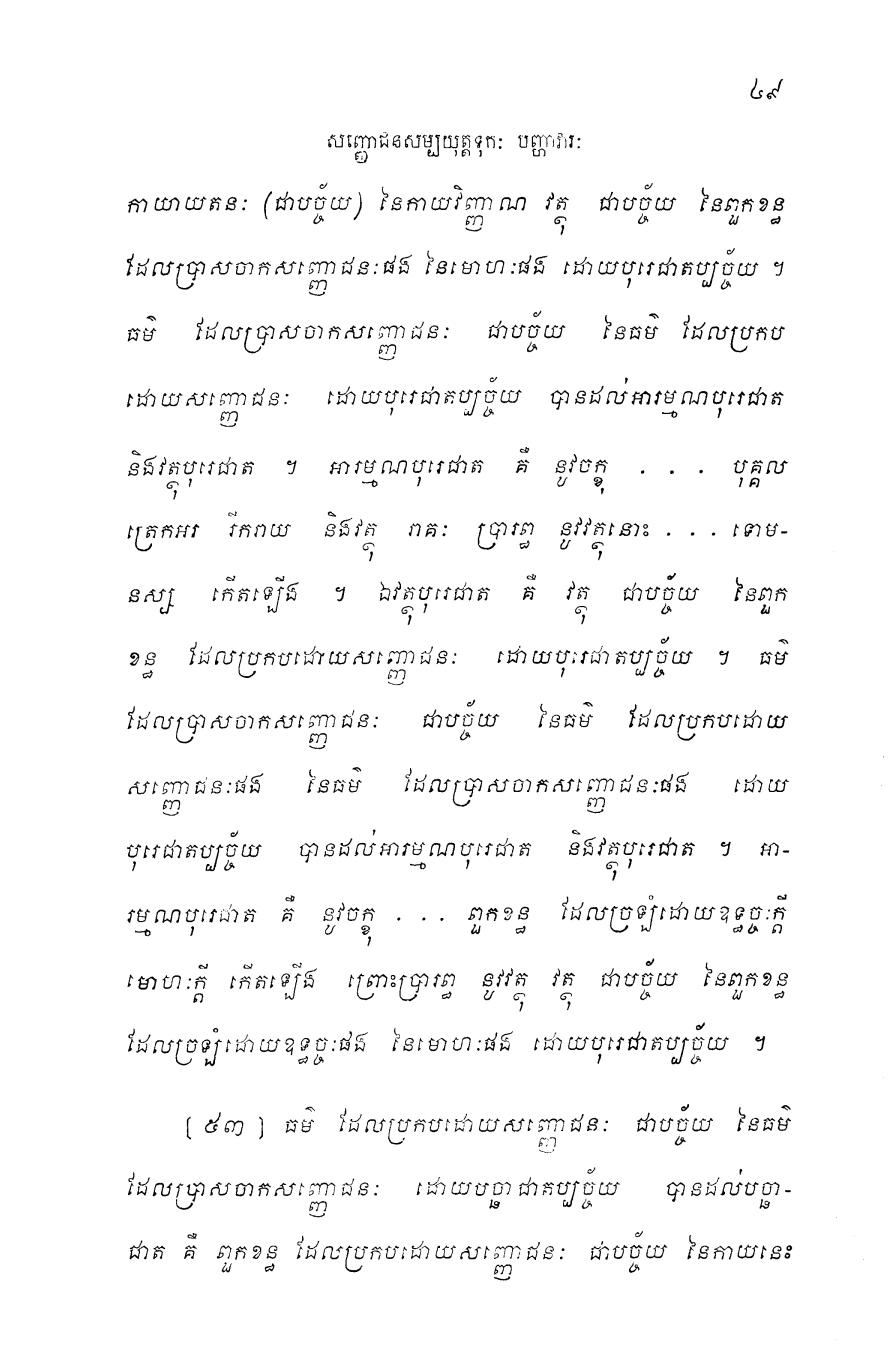 ៤៩
សញ្ញោជនសម្បយុត្តទុកៈ បញ្ហាវារៈ
កាយាយតនៈ (ជាបច្ច័យ) នៃកាយវិញ្ញាណ វត្ថុ ជាបច្ច័យ នៃពួកខន្ធ
ដែលប្រាសចាកសញ្ញោជនៈផង នៃមោហៈផង ដោយបុរេជាតប្បច្ច័យ ។
ធម៌ ដែលប្រាសចាកសញ្ញោជនៈ ជាបច្ច័យ នៃធម៌ ដែលប្រកប
ដោយសញ្ញោជនៈ ដោយបុរេជាតប្បច្ច័យ បានដល់អារម្មណបុរេជាត
និងវត្ថុបុរេជាត ។ អារម្មណបុរេជាត គឺ នូវចក្ខុ . . . បុគ្គល
ត្រេកអរ រីករាយ និងវត្ថុ រាគៈ ប្រារព្ធ នូវវត្ថុនោះ . . . ទោម-
នស្ស កើតឡើង ។ ឯវត្ថុបុរេជាត គឺ វត្ថុ ជាបច្ច័យ នៃពួក
ខន្ធ ដែលប្រកបដោយសញ្ញោជនៈ ដោយបុរេជាតប្បច្ច័យ ។ ធម៌
ដែលប្រាសចាកសញ្ញោជនៈ ជាបច្ច័យ នៃធម៌ ដែលប្រកបដោយ
សញ្ញោជនៈផង នៃធម៌ ដែលប្រាសចាកសញ្ញោជនៈផង ដោយ
បុរេជាតប្បច្ច័យ បានដល់អារម្មណបុរេជាត និងវត្ថុបុរេជាត ។ អា-
រម្មណបុរេជាត គឺ នូវចក្ខុ . . . ពួកខន្ធ ដែលច្រឡំដោយឧទ្ធច្ចៈក្តី
មោហៈក្តី កើតឡើង ព្រោះប្រារព្ធ នូវវត្ថុ វត្ថុ ជាបច្ច័យ នៃពួកខន្ធ
ដែលច្រឡំដោយឧទ្ធច្ចៈផង នៃមោហៈផង ដោយបុរេជាតប្បច្ច័យ ។
[ ៥៣ ] ធម៌ ដែលប្រកបដោយសញ្ញោជនៈ ជាបច្ច័យ នៃធម៌
ដែលប្រាសចាកសញ្ញោជនៈ ដោយបច្ឆាជាតប្បច្ច័យ បានដល់បច្ឆា-
ជាត គឺ ពួកខន្ធ ដែលប្រកបដោយសញ្ញោជនៈ ជាបច្ច័យ នៃកាយនេះ